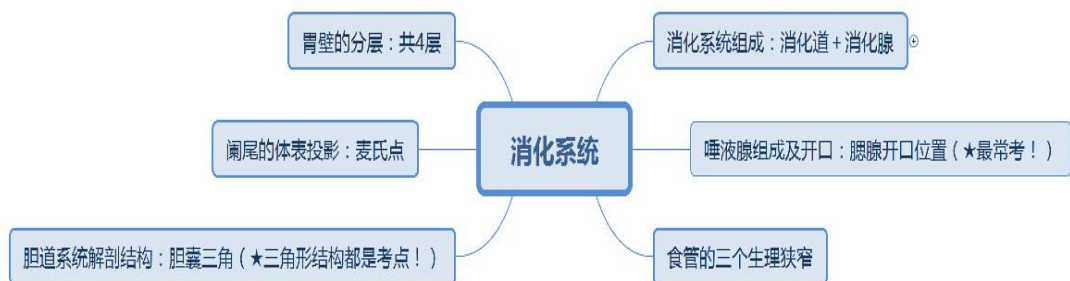 胃壁的分层：共4层
消化系统组成：消化道＋消化腺
消化系统
阑尾的体表投影：麦氏点
唾液腺组成及开口：腮腺开口位置（★最常考！）
胆道系统解剖结构：胆囊三角（★三角形结构都是考点！）
食管的三个生理狭窄